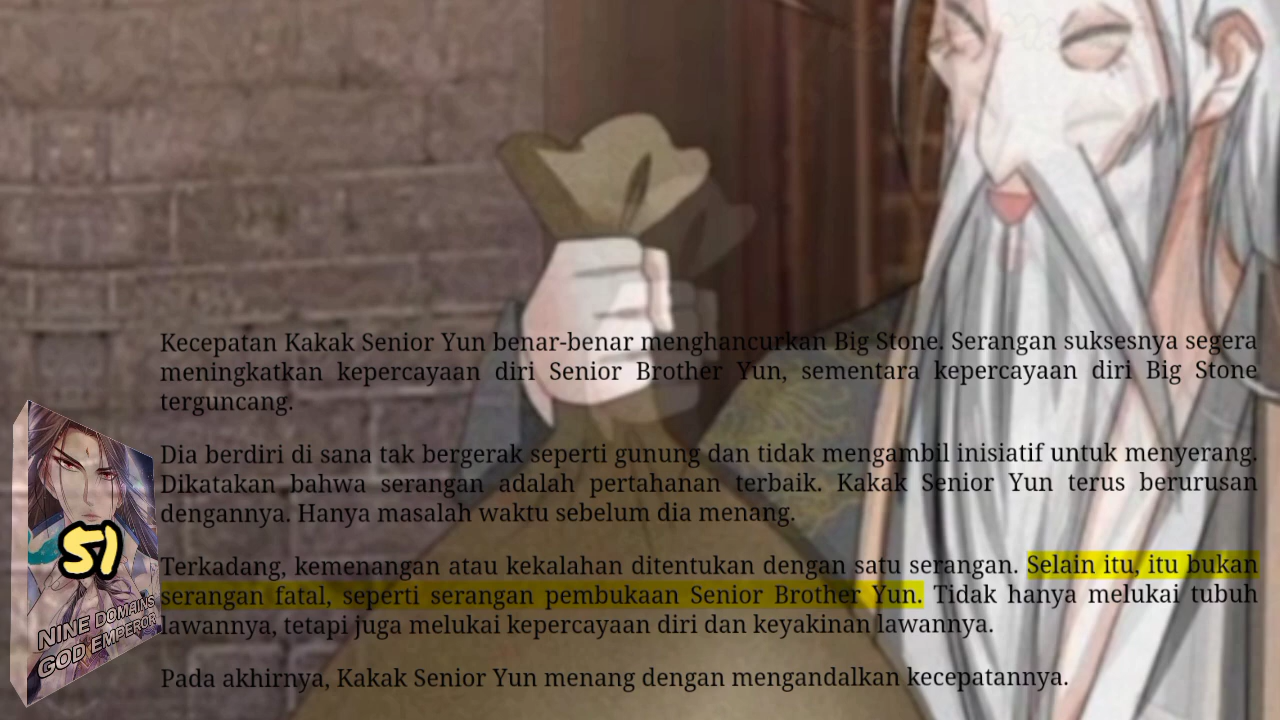 Kecepatan Kakak Senior Yun benar-benar menghancurkan Big Stone. Serangan suksesnya segera
meningkatkan kepercayaan diri Senior Brother Yun, sementara kepercayaan diri Big Stone
terguncang.
Dia berdiri di sana tak bergerak seperti gunung dan tidak mengambil inisiatif untuk menyerang.
Dikatakan bahwa serangan adalah pertahanan terbaik. Kakak Senior Yun terus berurusan
dengannya. Hanya masalah waktu sebelum dia menang.
Terkadang, kemenangan atau kekalahan ditentukan dengan satu serangan. Selain itu, itu bukan
serangan fatal, seperti serangan pembukaan Senior Brother Yun. Tidak hanya melukai tubuh
lawannya, tetapi juga melukai kepercayaan diri dan keyakinan lawannya.
Pada akhirnya, Kakak Senior Yun menang dengan mengandalkan kecepatannya.
51
NINE DOMAINS
GOD EMPEROR